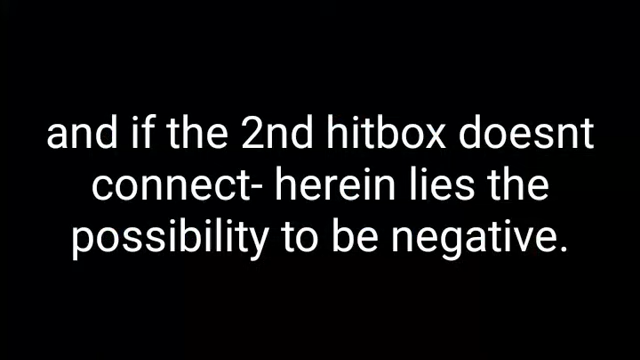 and if the 2nd hitbox doesnt
connect- herein lies the
possibility to be negative.